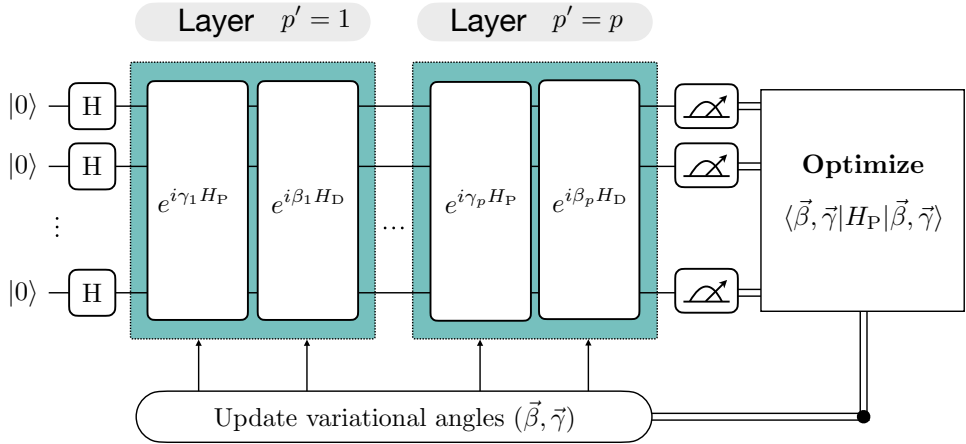 Layer p′ = 1
Layer p′ = p
|0⟩ H
|0⟩ H
⋮
|0⟩ H
e^{iγ_1 H_P}
e^{iβ_1 H_D}
...
e^{iγ_p H_P}
e^{iβ_p H_D}
Optimize
⟨β⃗, γ⃗|H_P|β⃗, γ⃗⟩
Update variational angles (β⃗, γ⃗)